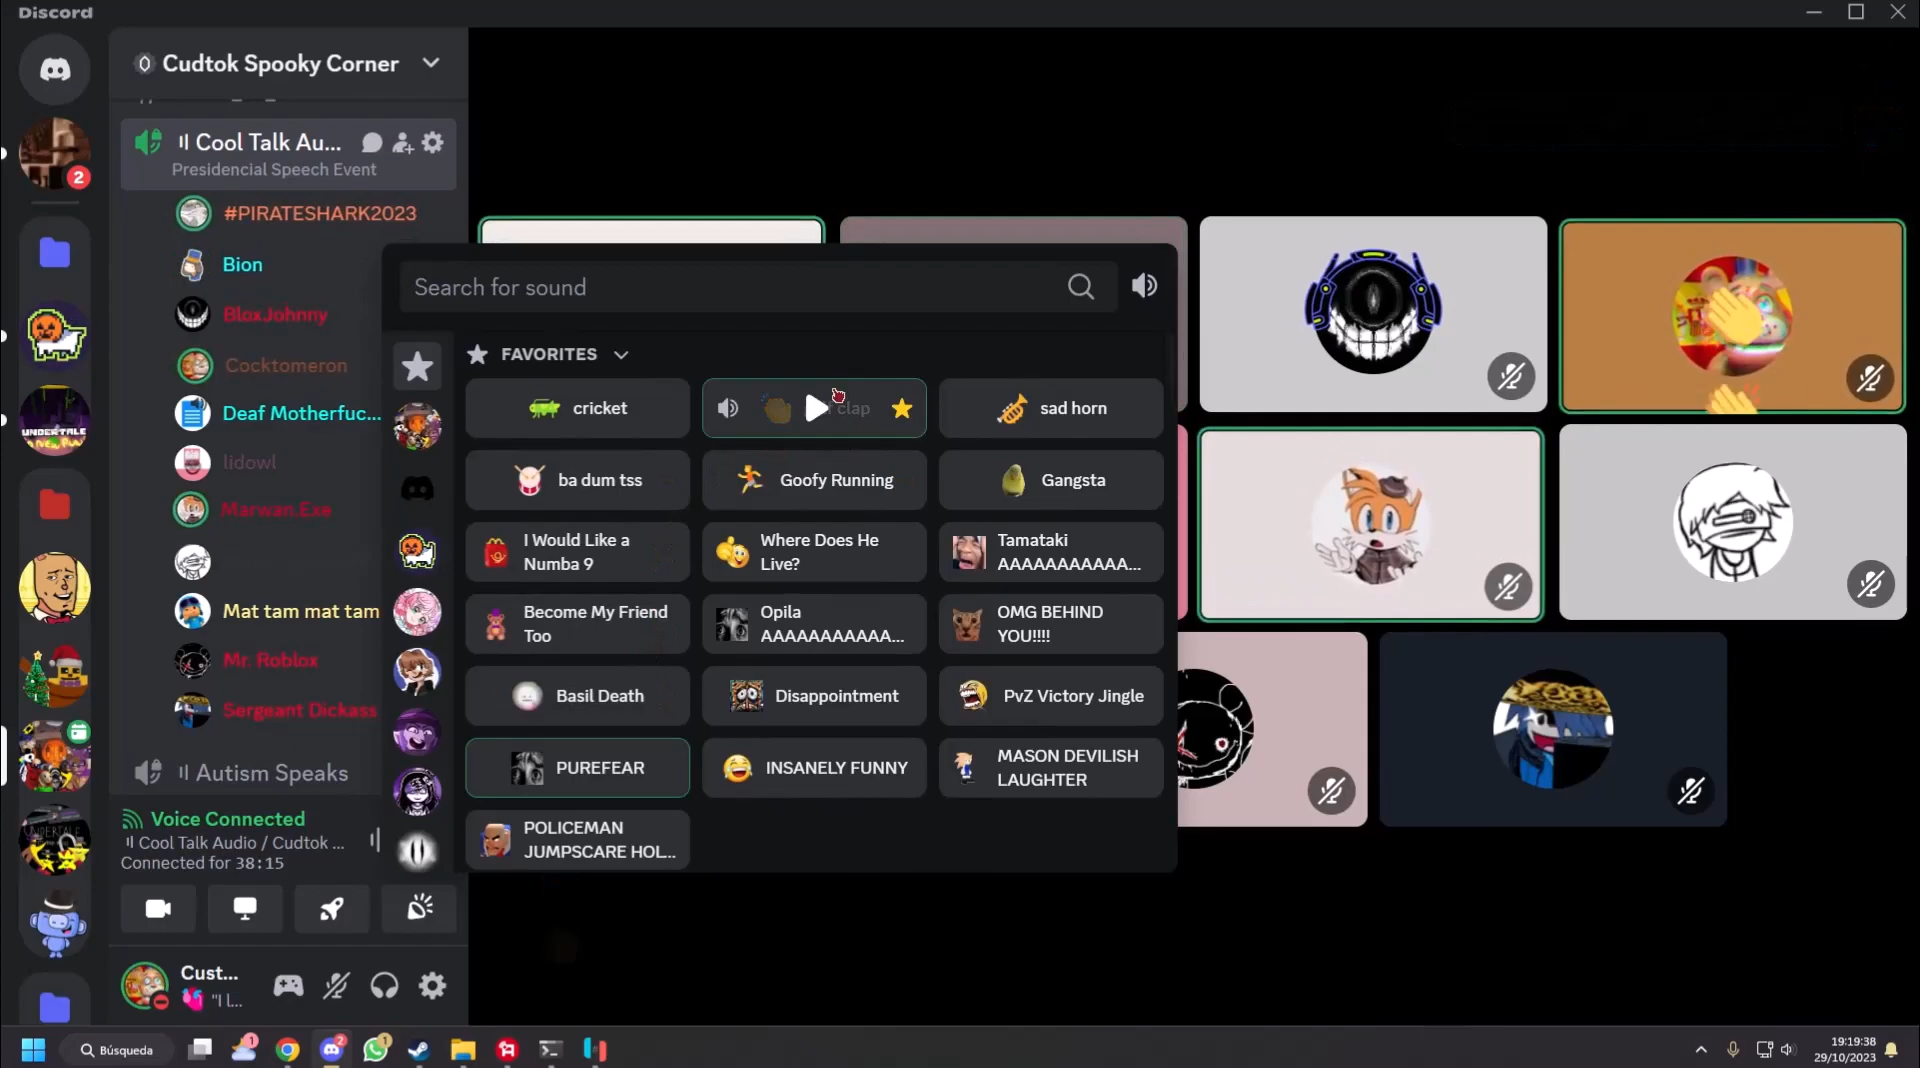 Discord
Cudtok Spooky Corner
Cool Talk Au...
Presidencial Speech Event
#PIRATESHARK2023
Bion
BloxJohnny
Cocktomeron
Deaf Motherfuc...
lidowl
Marwan.Exe
Mat tam mat tam
Mr. Roblox
Sergeant Dickass
Autism Speaks
Voice Connected
Cool Talk Audio / Cudtok ...
Connected for 38:15
Cust...
"I l...
2
Search for sound
FAVORITES
cricket
clap
sad horn
ba dum tss
Goofy Running
Gangsta
I Would Like a
Numba 9
Where Does He
Live?
Tamataki
AAAAAAAAAAA...
Become My Friend
Too
Opila
AAAAAAAAAAA...
OMG BEHIND
YOU!!!!
Basil Death
Disappointment
PvZ Victory Jingle
PUREFEAR
INSANELY FUNNY
MASON DEVILISH
LAUGHTER
POLICEMAN
JUMPSCARE HOL...
UNDERTALE
Búsqueda
1
2
1
19:19:38
29/10/2023